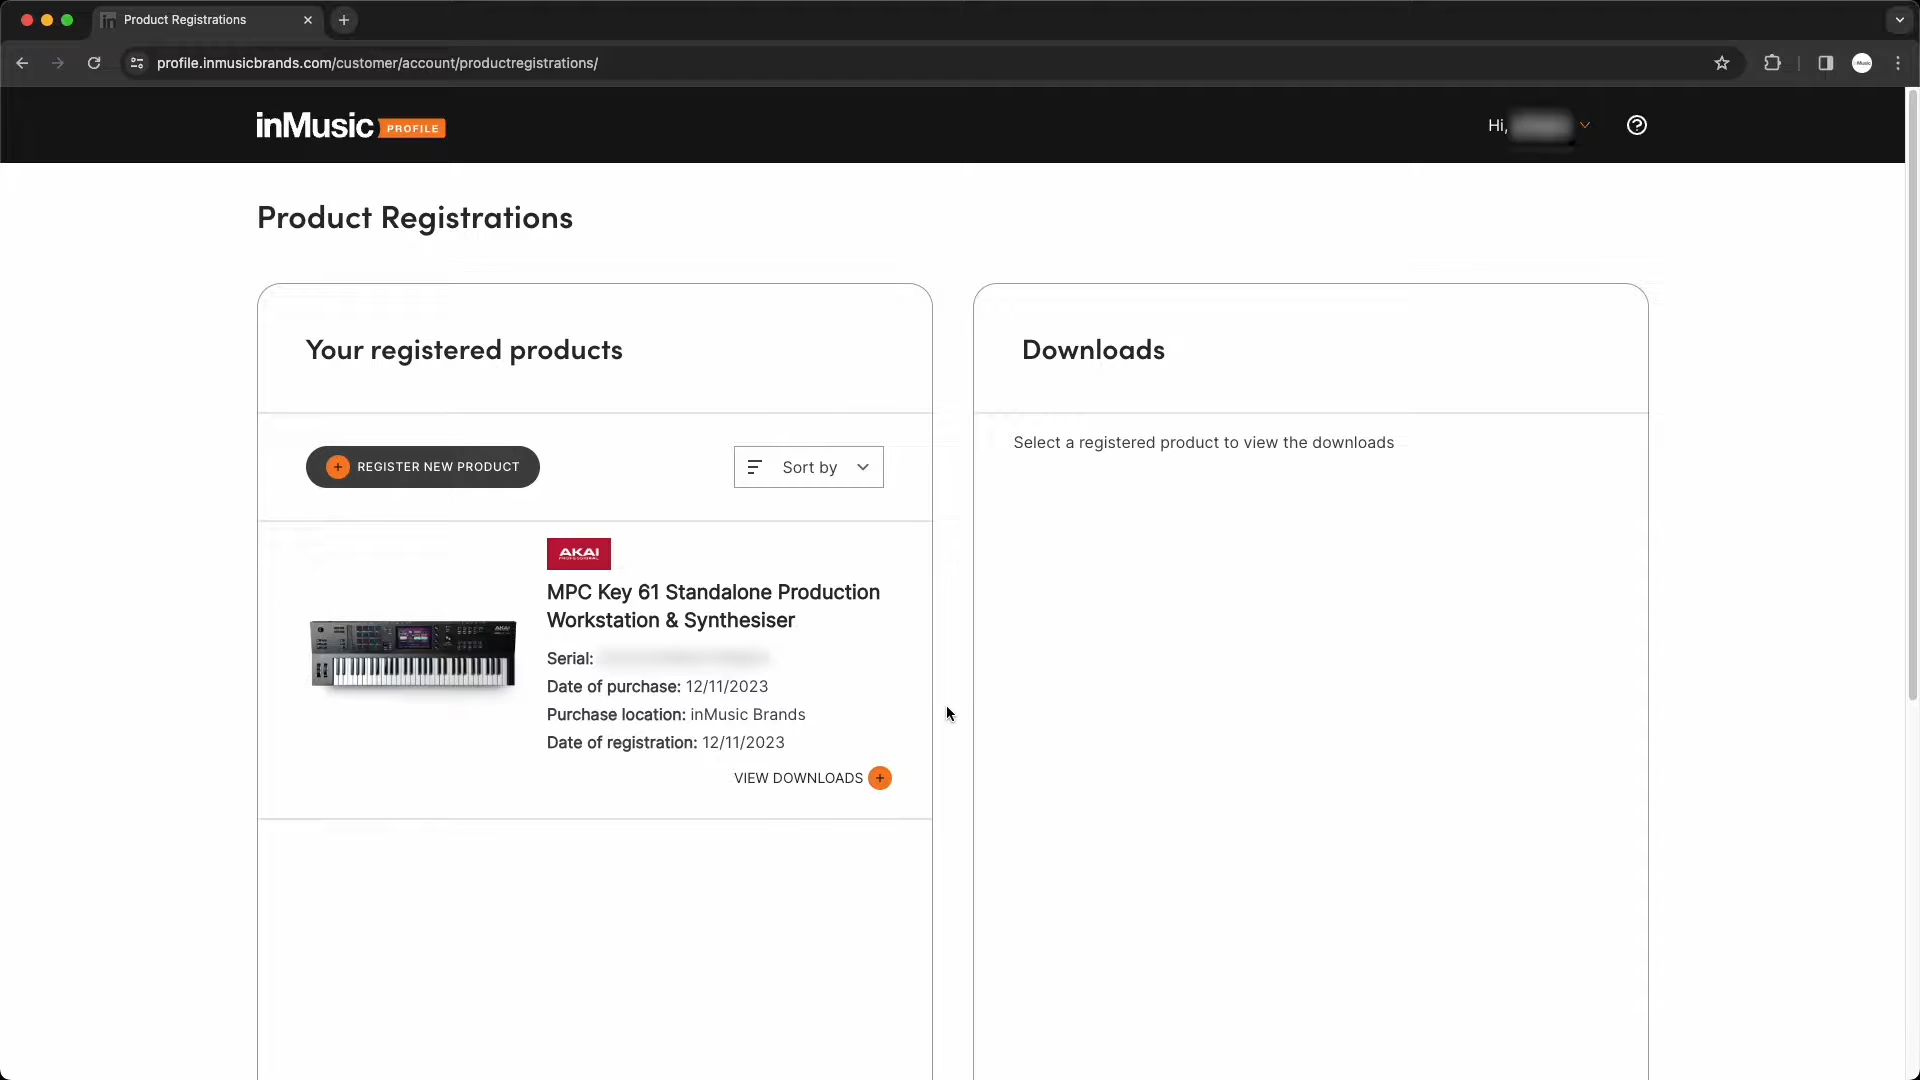 Product Registrations
profile.inmusicbrands.com/customer/account/productregistrations/
inMusic PROFILE
Hi,
Product Registrations
Your registered products
Downloads
REGISTER NEW PRODUCT
Sort by
Select a registered product to view the downloads
AKAI
PROFESSIONAL
MPC Key 61 Standalone Production
Workstation & Synthesiser
Serial:
Date of purchase: 12/11/2023
Purchase location: inMusic Brands
Date of registration: 12/11/2023
VIEW DOWNLOADS